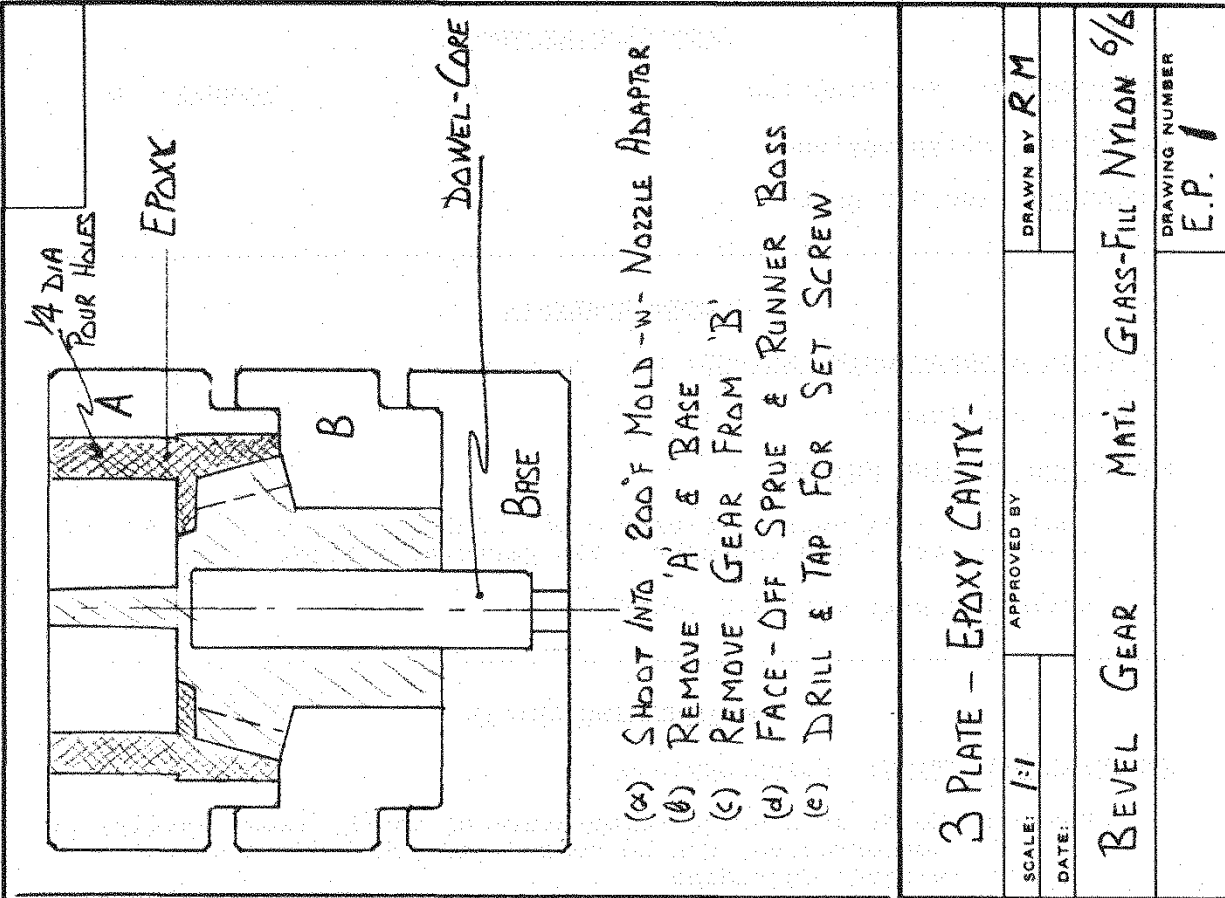 1/4 DIA
POUR HOLES
EPOXY
A
B
BASE
DOWEL-CORE
(a) SHOOT INTO 200°F MOLD -W- NOZZLE ADAPTOR
(b) REMOVE 'A' & BASE
(c) REMOVE GEAR FROM 'B'
(d) FACE-OFF SPRUE & RUNNER BOSS
(e) DRILL & TAP FOR SET SCREW
3 PLATE - EPOXY CAVITY-
SCALE: 1:1
APPROVED BY
DRAWN BY R M
DATE:
BEVEL GEAR MAT'L GLASS-FILL NYLON 6/6
DRAWING NUMBER
E.P. 1